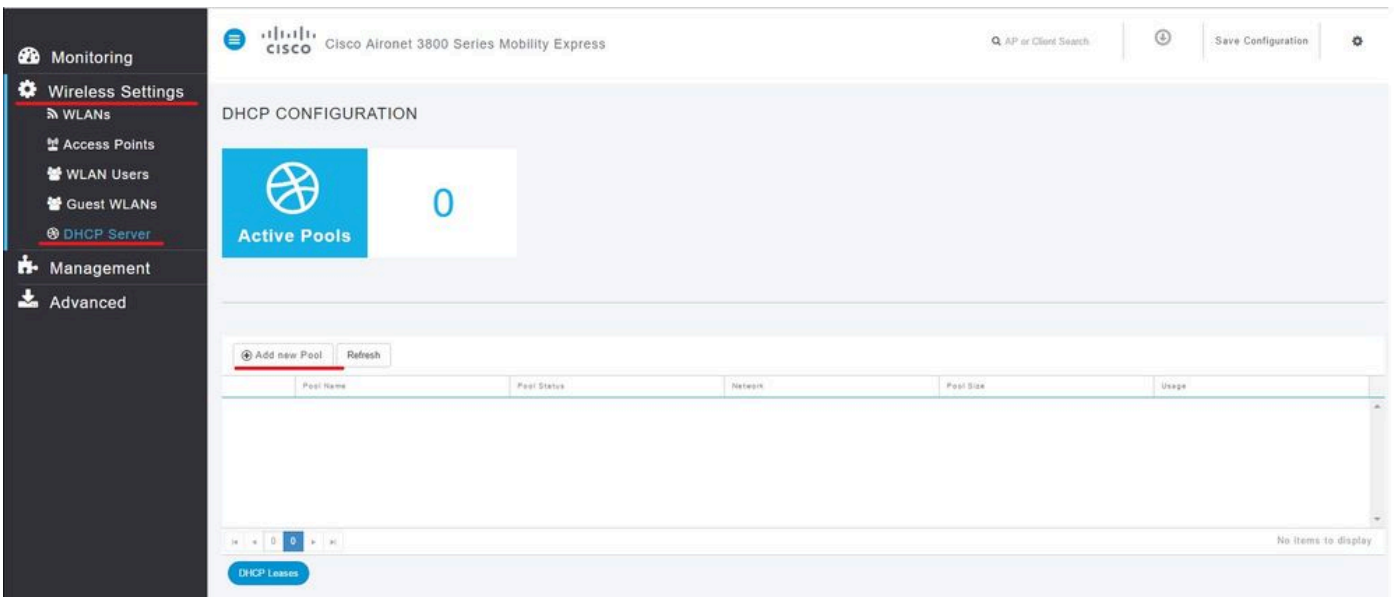 Monitoring
Wireless Settings
WLANs
Access Points
WLAN Users
Guest WLANs
DHCP Server
Management
Advanced
CISCO Cisco Aironet 3800 Series Mobility Express
AP or Client Search
Save Configuration
DHCP CONFIGURATION
Active Pools
0
Add new Pool Refresh
Pool Name Pool Status Network Pool Size Usage
0 0
No items to display
DHCP Leases